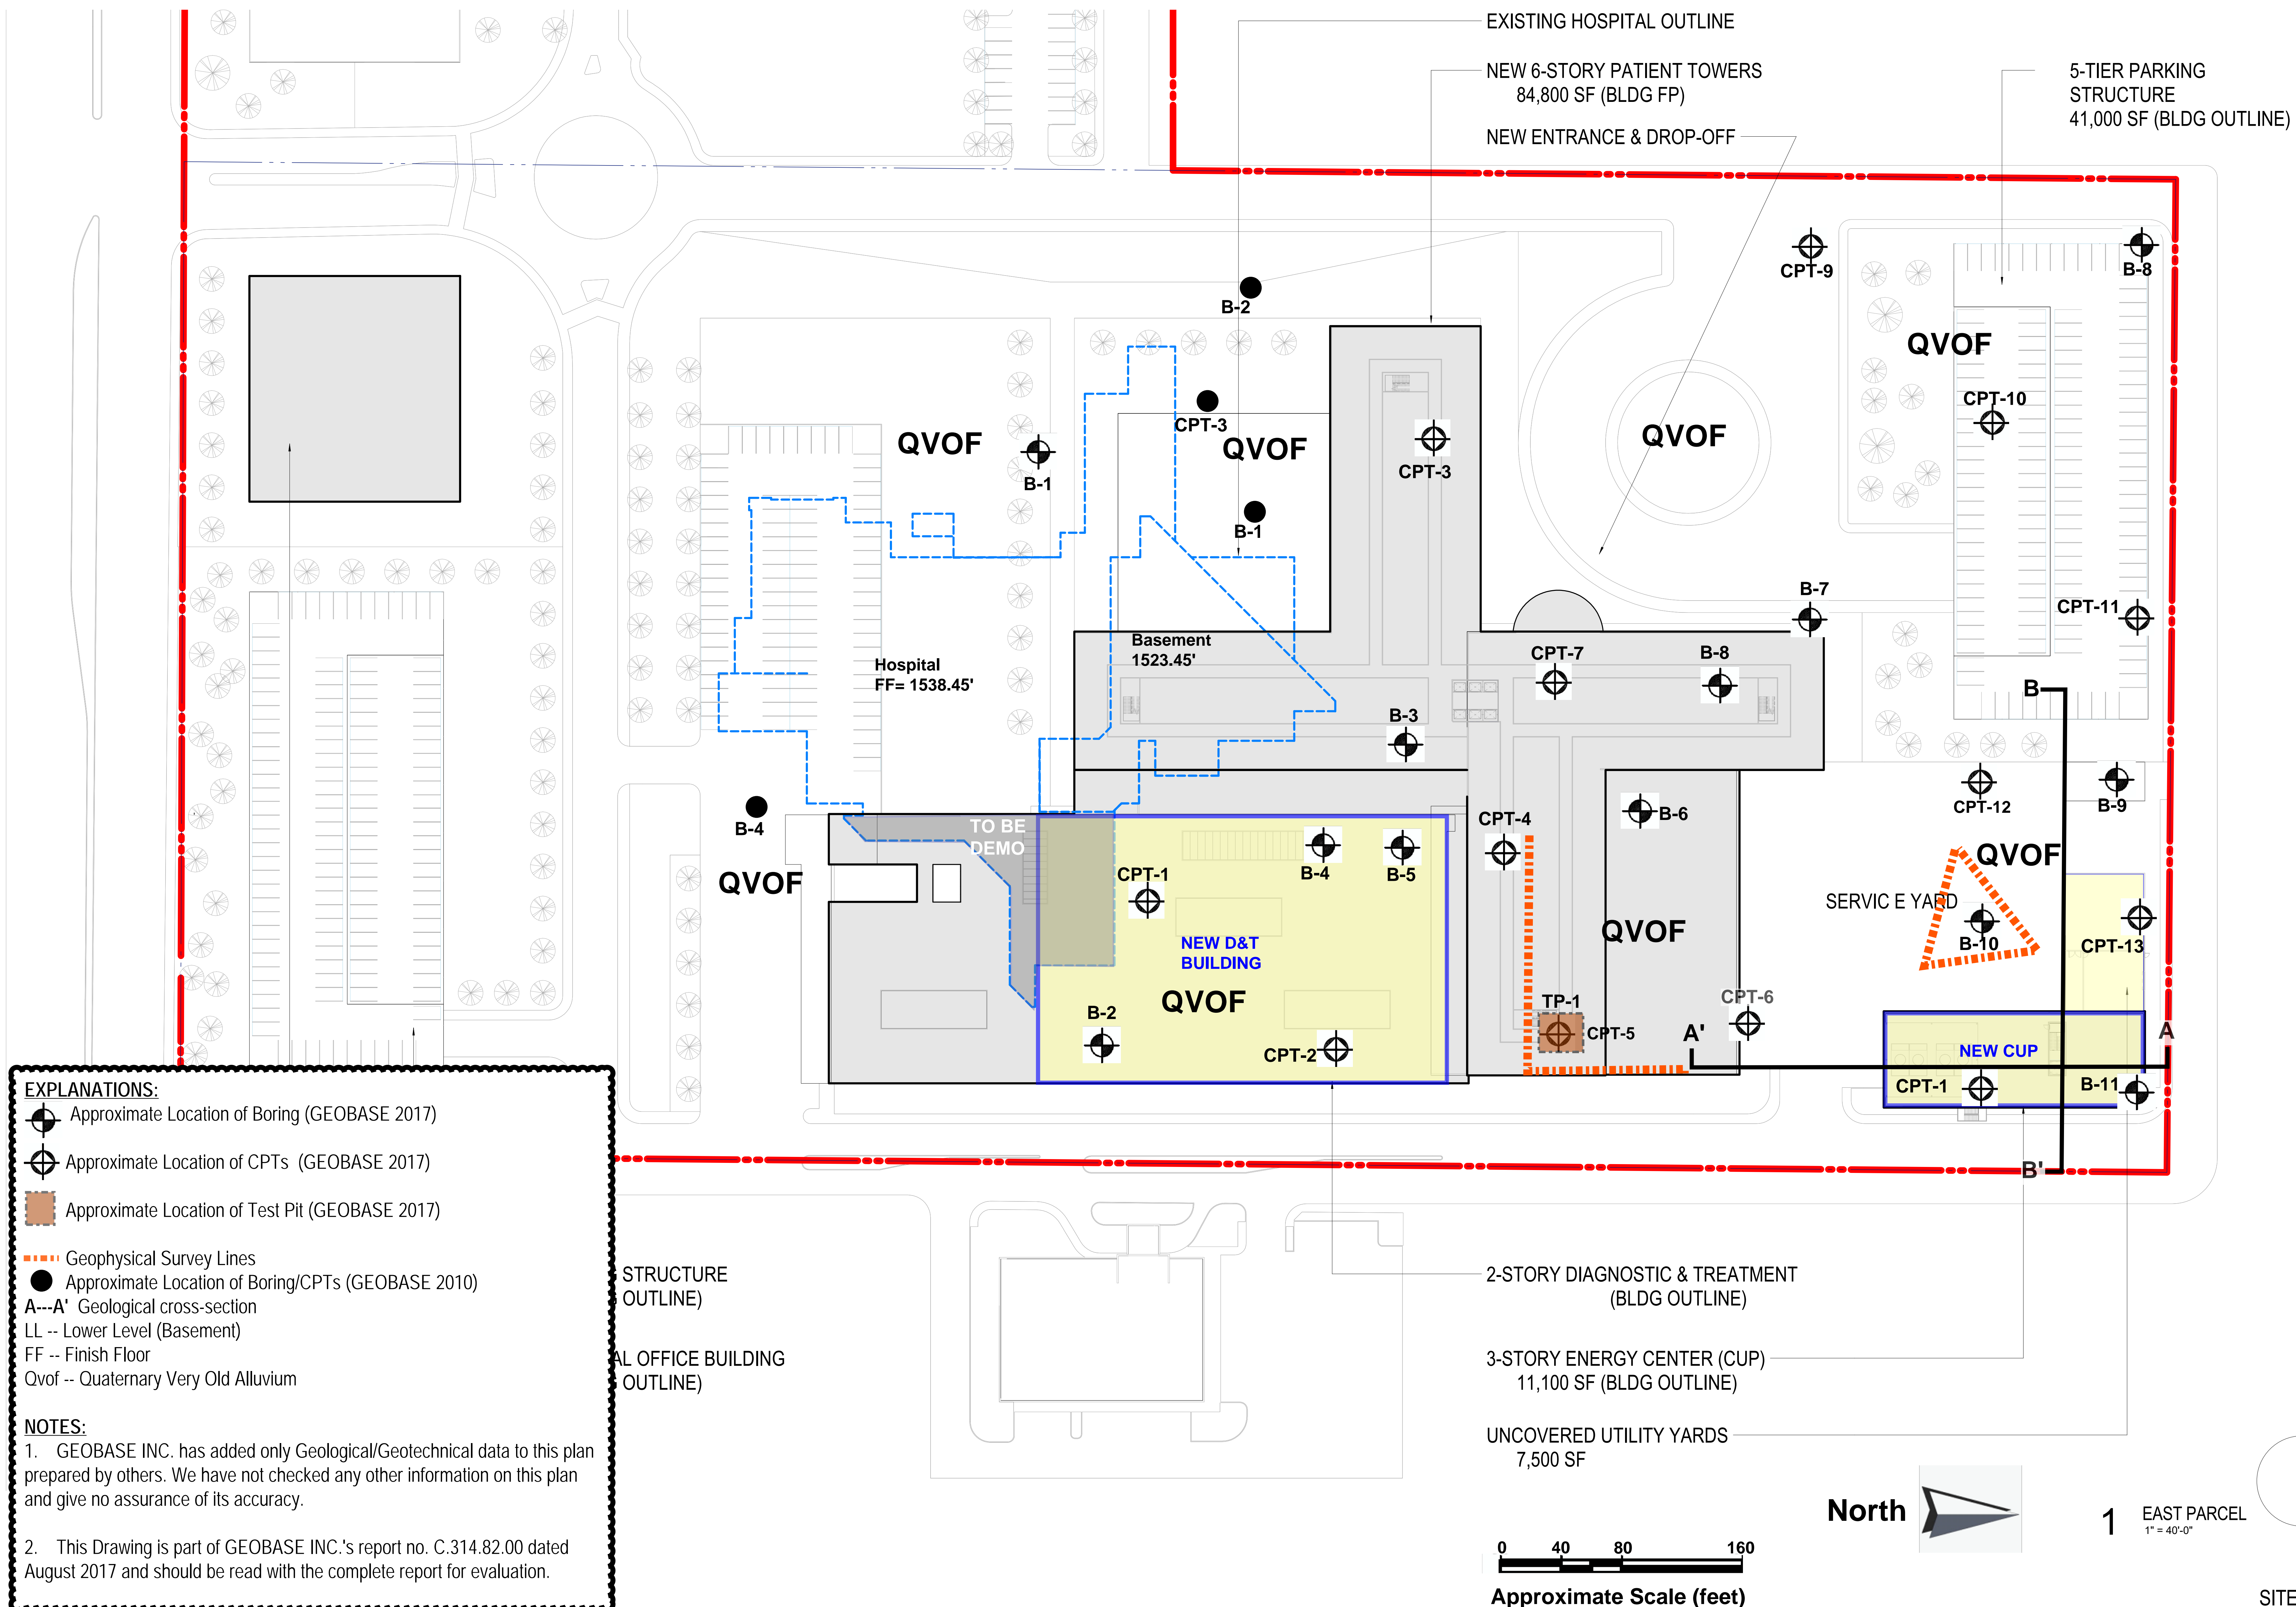 EXISTING HOSPITAL OUTLINE
NEW 6-STORY PATIENT TOWERS
84,800 SF (BLDG FP)
NEW ENTRANCE & DROP-OFF
5-TIER PARKING
STRUCTURE
41,000 SF (BLDG OUTLINE)
CPT-9
B-8
B-2
QVOF
CPT-10
CPT-3
QVOF
B-1
QVOF
CPT-3
QVOF
B-1
B-7
CPT-11
Basement
1523.45'
Hospital
FF= 1538.45'
CPT-7
B-8
B
B-3
CPT-12
B-9
B-4
TO BE
DEMO
CPT-4
B-6
QVOF
QVOF
CPT-1
B-4
B-5
SERVIC E YARD
B-10
CPT-13
NEW D&T
BUILDING
QVOF
QVOF
B-2
CPT-2
TP-1
CPT-5
CPT-6
A'
A
NEW CUP
CPT-1
B-11
B'
EXPLANATIONS:
Approximate Location of Boring (GEOBASE 2017)
Approximate Location of CPTs (GEOBASE 2017)
Approximate Location of Test Pit (GEOBASE 2017)
Geophysical Survey Lines
Approximate Location of Boring/CPTs (GEOBASE 2010)
A---A' Geological cross-section
LL -- Lower Level (Basement)
FF -- Finish Floor
Qvof -- Quaternary Very Old Alluvium
NOTES:
1. GEOBASE INC. has added only Geological/Geotechnical data to this plan
prepared by others. We have not checked any other information on this plan
and give no assurance of its accuracy.
2. This Drawing is part of GEOBASE INC.'s report no. C.314.82.00 dated
August 2017 and should be read with the complete report for evaluation.
STRUCTURE
OUTLINE)
AL OFFICE BUILDING
OUTLINE)
2-STORY DIAGNOSTIC & TREATMENT
(BLDG OUTLINE)
3-STORY ENERGY CENTER (CUP)
11,100 SF (BLDG OUTLINE)
UNCOVERED UTILITY YARDS
7,500 SF
North
1 EAST PARCEL
1" = 40'-0"
0 40 80 160
Approximate Scale (feet)
SITE